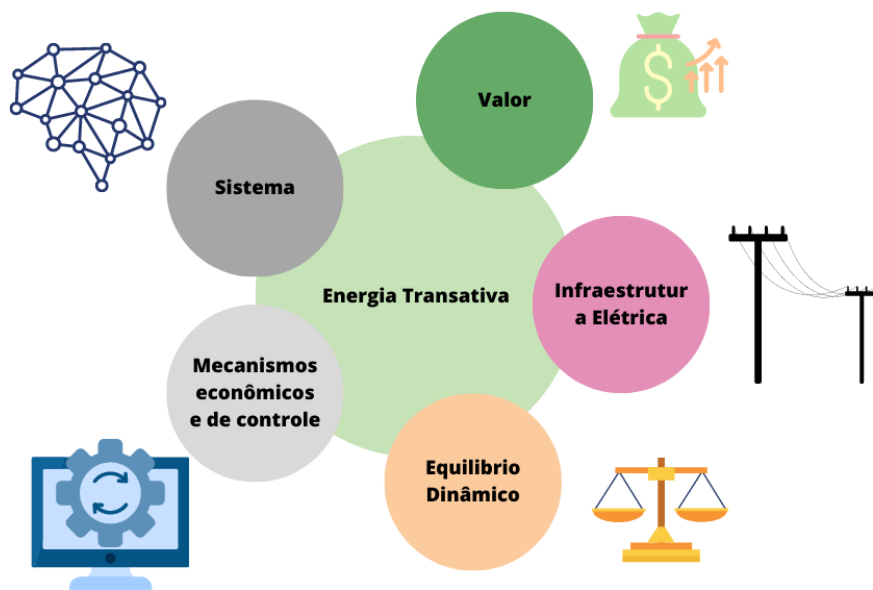 Valor
Sistema
Energia Transativa
Infraestrutur
a Elétrica
Mecanismos
econômicos
e de controle
Equilibrio
Dinâmico
$